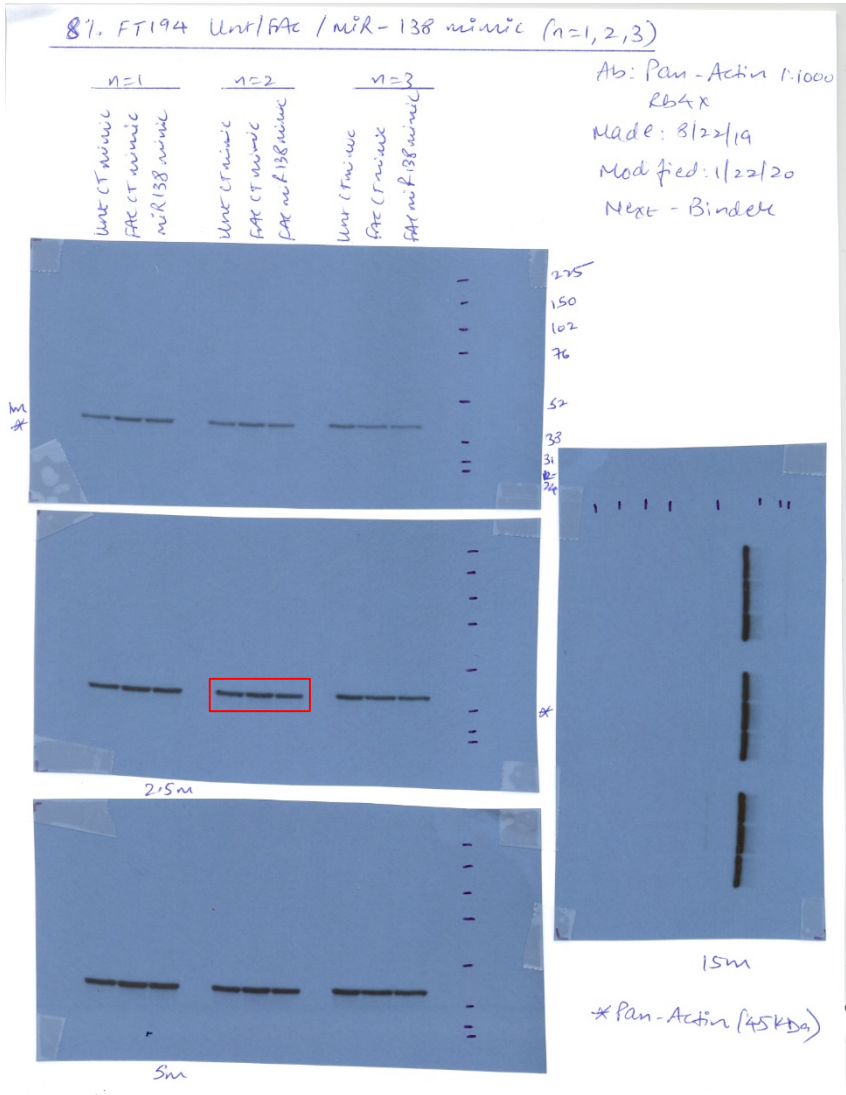 8% FT194 Unt/FAC / miR-138 mimic (n=1,2,3)
n=1 n=2 n=3
Unt CT mimic
FAC CT mimic
miR138 mimic
Unt CT mimic
FAC CT mimic
FAC miR138 mimic
Unt CT mimic
FAC CT mimic
FAC miR138 mimic
Ab: Pan-Actin 1:1000
Rb4X
Made: 8/22/19
Modified: 1/22/20
Next - Binder
225
150
102
76
52
1m
*
33
31
24
*
2.5m
15m
*Pan-Actin (45KDa)
5m